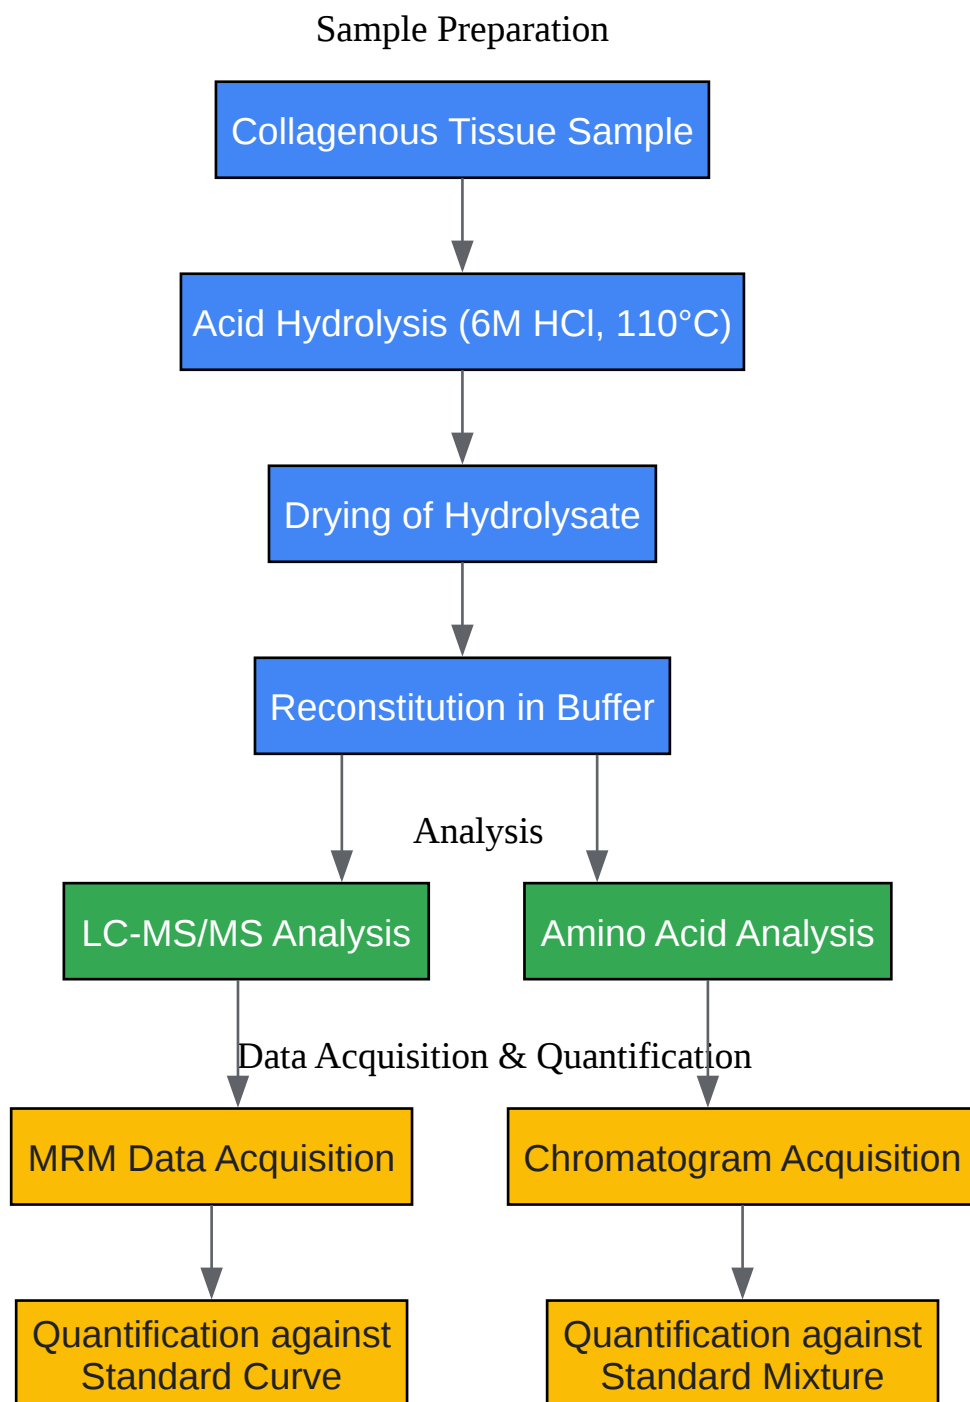 Sample Preparation
Collagenous Tissue Sample
Acid Hydrolysis (6M HCl, 110°C)
Drying of Hydrolysate
Reconstitution in Buffer
Analysis
LC-MS/MS Analysis
Amino Acid Analysis
Data Acquisition & Quantification
MRM Data Acquisition
Chromatogram Acquisition
Quantification against
Standard Curve
Quantification against
Standard Mixture